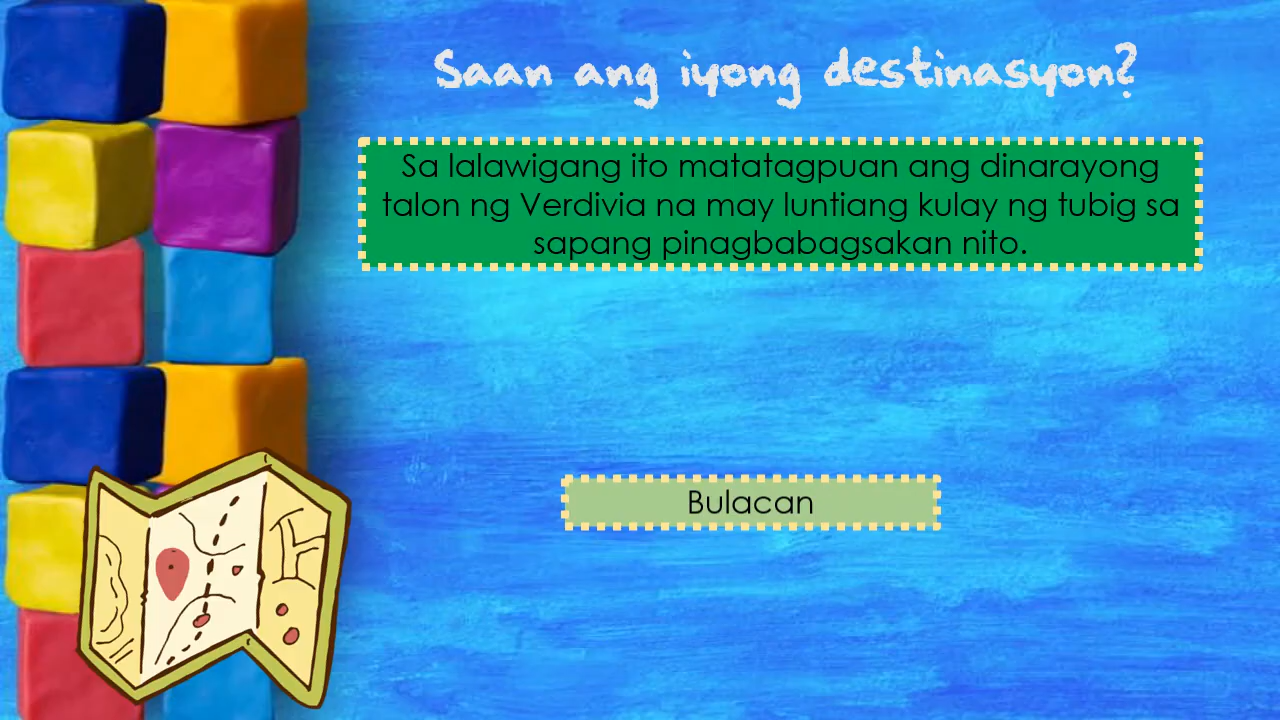 Saan ang iyong destinasyon?
Sa lalawigang ito matatagpuan ang dinarayong
talon ng Verdivia na may luntiang kulay ng tubig sa
sapang pinagbabagsakan nito.
Bulacan